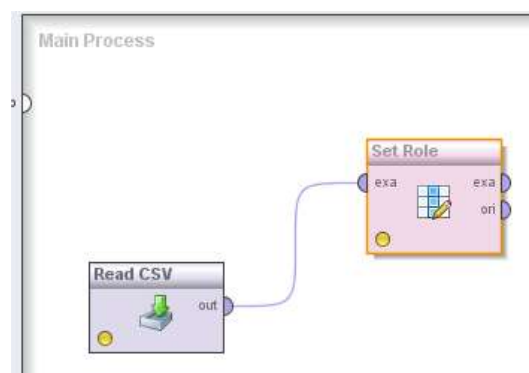 Main Process
Set Role
exa
exa
ori
Read CSV
out